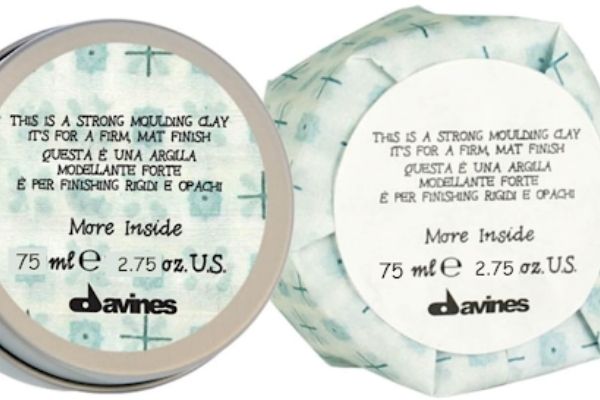 THIS IS A STRONG MOULDING CLAY
IT'S FOR A FIRM, MAT FINISH
QUESTA È UNA ARGILLA
MODELLANTE FORTE
È PER FINISHING RIGIDI E OPACHI
More Inside
75 ml e 2.75 oz. U.S.
davines
THIS IS A STRONG MOULDING CLAY
IT'S FOR A FIRM, MAT FINISH
QUESTA È UNA ARGILLA
MODELLANTE FORTE
È PER FINISHING RIGIDI E OPACHI
More Inside
75 ml e 2.75 oz. U.S.
davines